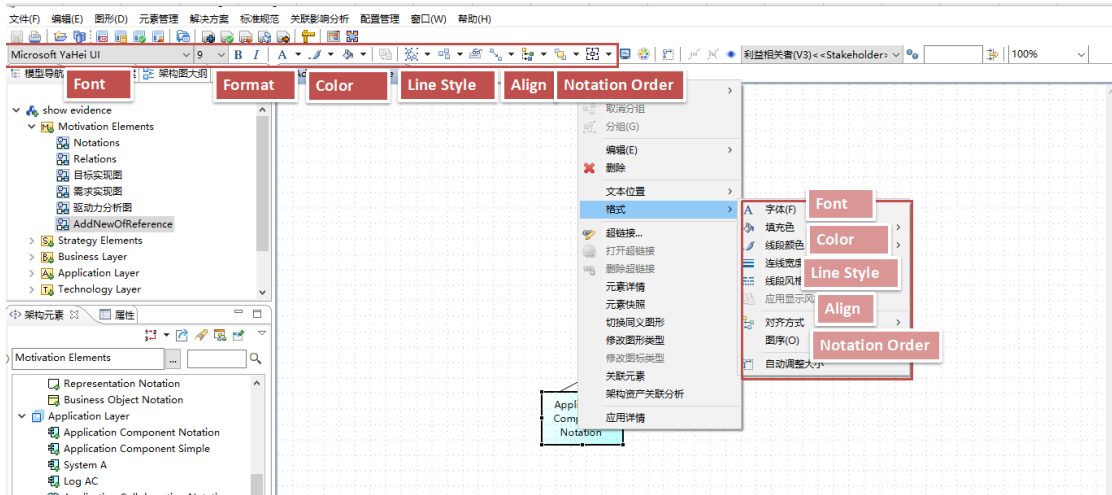 文件(F) 编辑(E) 图形(D) 元素管理 解决方案 标准规范 关联影响分析 配置管理 窗口(W) 帮助(H)
Microsoft YaHei UI 9 B I A 利益相关者(V3)<<Stakeholder> 100%
模型导航 架构图大纲
Font Format Color Line Style Align Notation Order
取消分组
分组(G)
编辑(E)
删除
文本位置
格式
超链接...
打开超链接
删除超链接
元素详情
元素快照
切换同义图形
修改图形类型
修改图标类型
关联元素
架构资产关联分析
应用详情
字体(F) Font
填充色
线段颜色 Color
连线宽度 Line Style
线段风格
应用显示风
Align
对齐方式
图序(O) Notation Order
自动调整大小
show evidence
Motivation Elements
Notations
Relations
目标实现图
需求实现图
驱动力分析图
AddNewOfReference
Strategy Elements
Business Layer
Application Layer
Technology Layer
架构元素 属性
Motivation Elements ...
Representation Notation
Business Object Notation
Application Layer
Application Component Notation
Application Component Simple
System A
Log AC
Appli
Comp
Notation